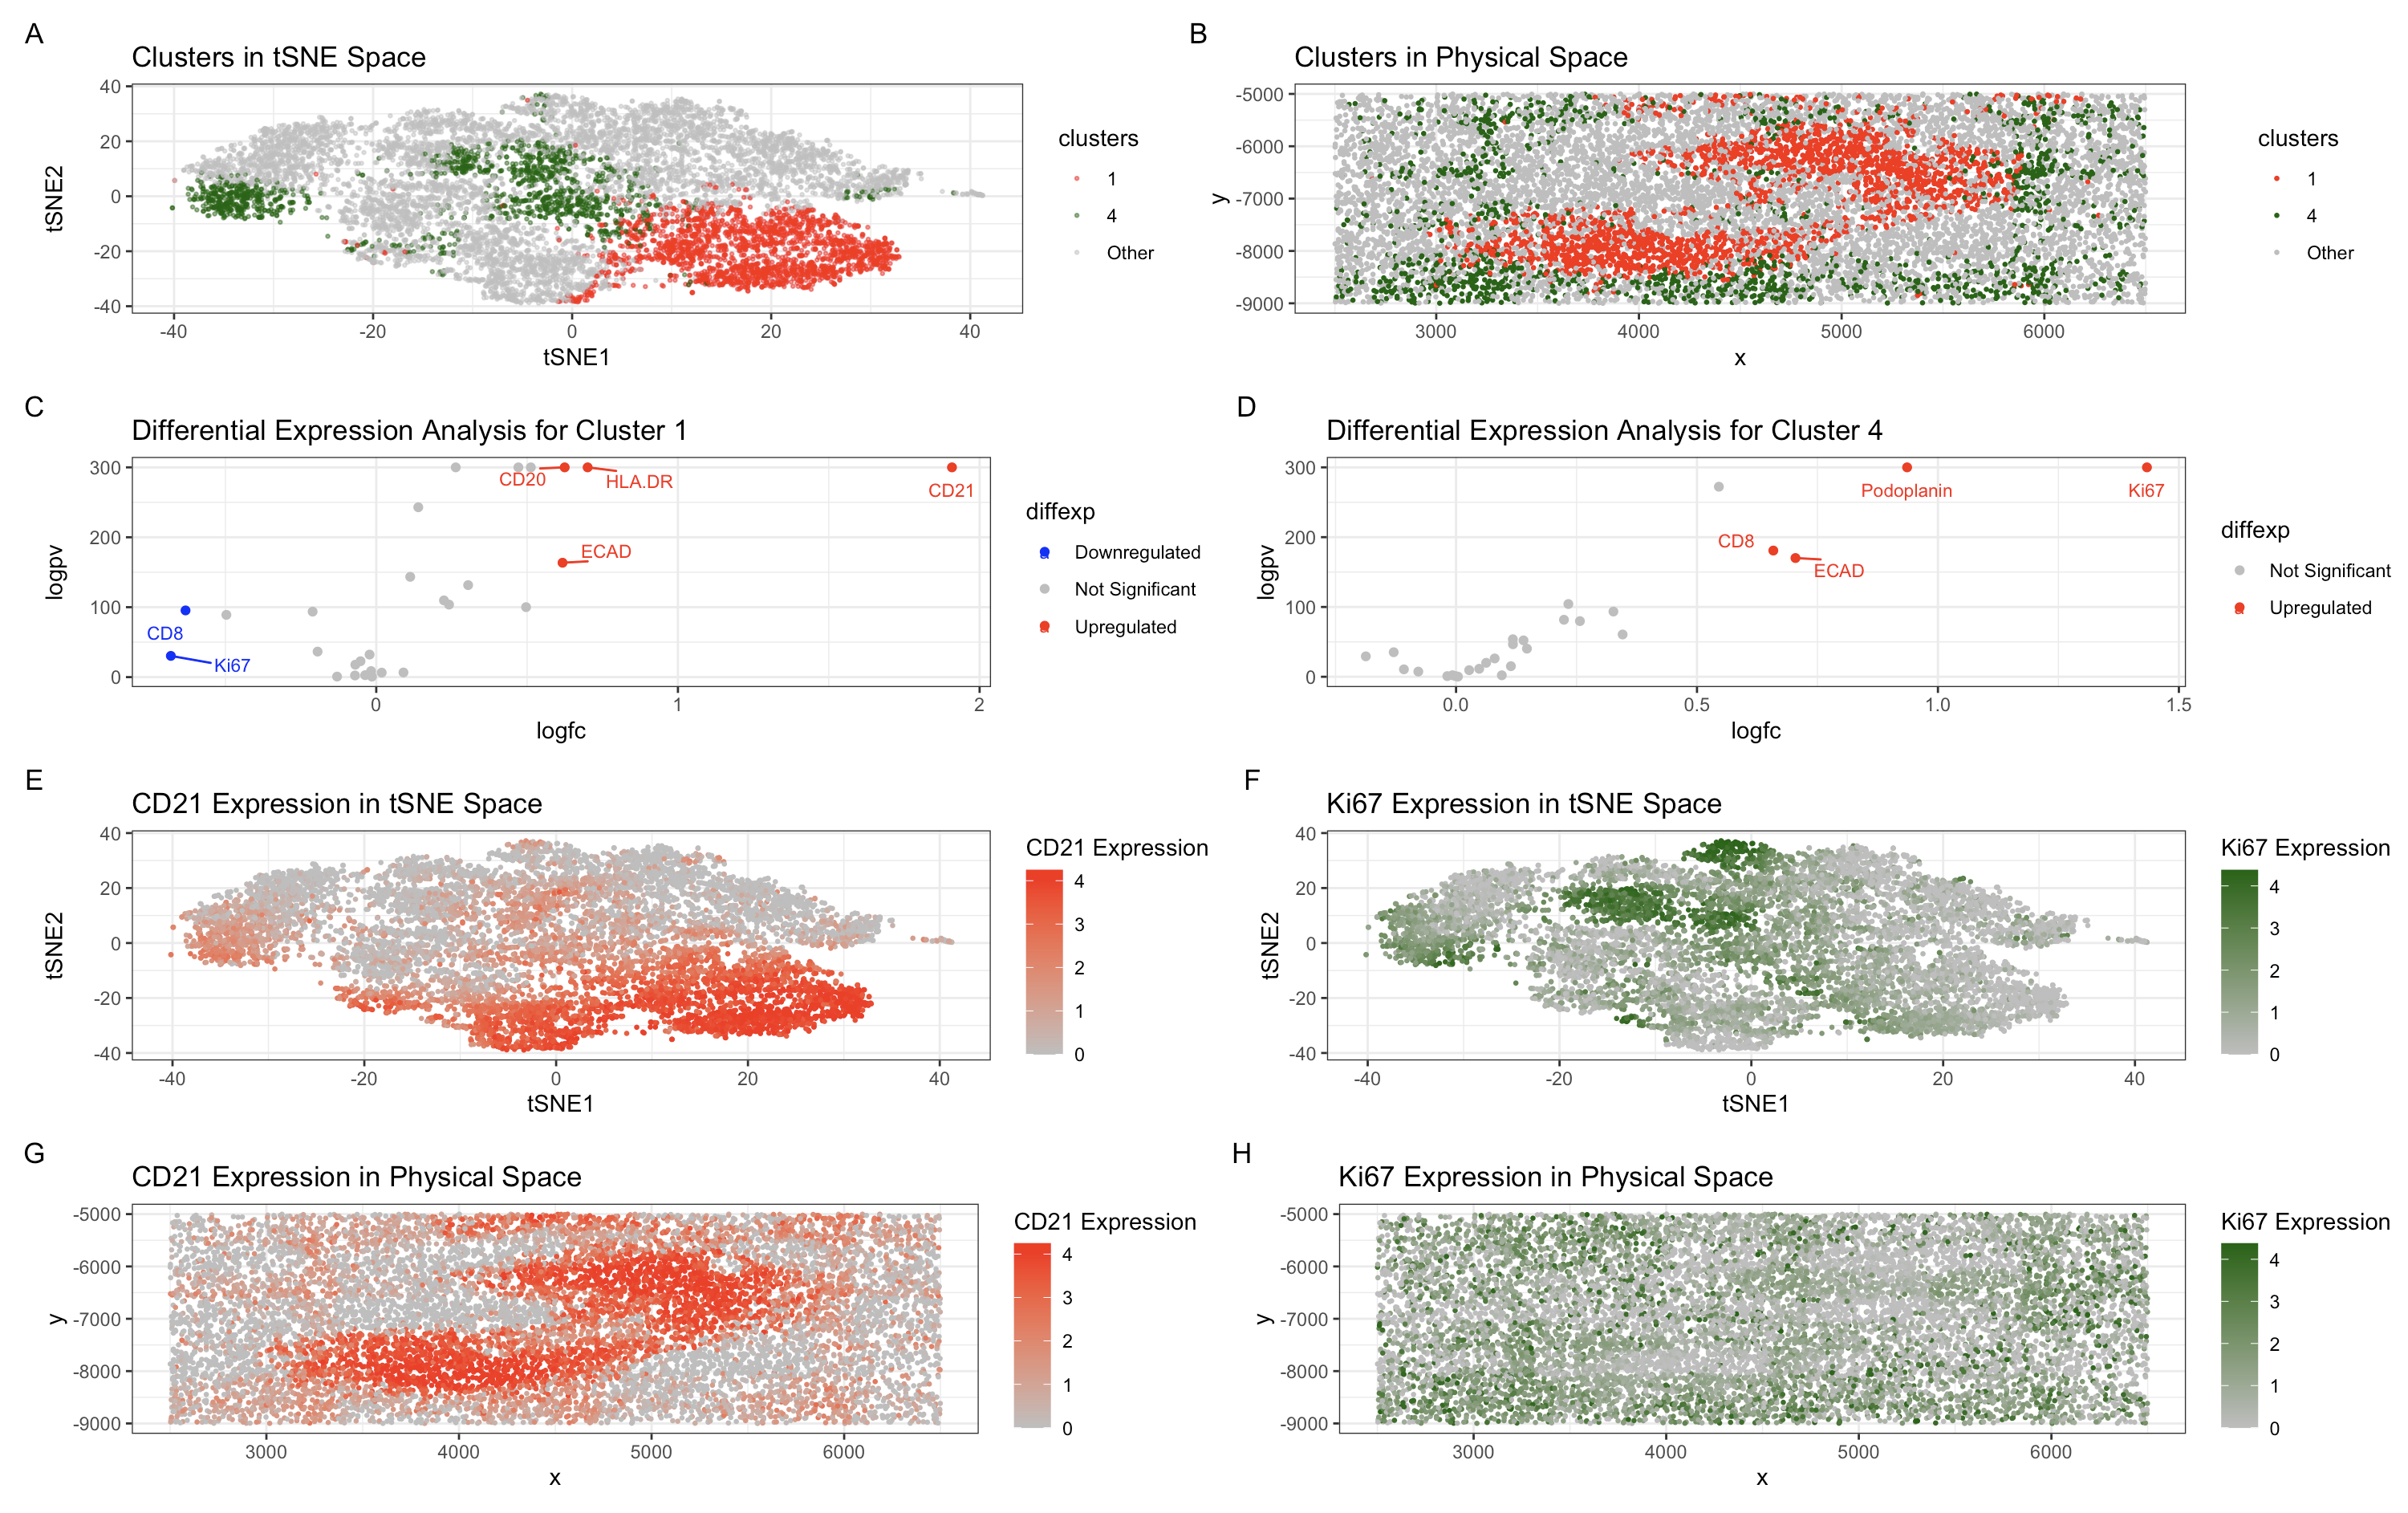 A
Clusters in tSNE Space
40
20
0
-20
-40
tSNE2
-40
-20
0
20
40
tSNE1
clusters
1
4
Other
B
Clusters in Physical Space
-5000
-6000
-7000
-8000
-9000
y
3000
4000
5000
6000
x
clusters
1
4
Other
C
Differential Expression Analysis for Cluster 1
300
200
100
0
logpv
CD20
HLA.DR
CD21
ECAD
CD8
Ki67
0
1
2
logfc
diffexp
Downregulated
Not Significant
Upregulated
D
Differential Expression Analysis for Cluster 4
300
200
100
0
logpv
Podoplanin
Ki67
CD8
ECAD
0.0
0.5
1.0
1.5
logfc
diffexp
Not Significant
Upregulated
E
CD21 Expression in tSNE Space
40
20
0
-20
-40
tSNE2
-40
-20
0
20
40
tSNE1
CD21 Expression
4
3
2
1
0
F
Ki67 Expression in tSNE Space
40
20
0
-20
-40
tSNE2
-40
-20
0
20
40
tSNE1
Ki67 Expression
4
3
2
1
0
G
CD21 Expression in Physical Space
-5000
-6000
-7000
-8000
-9000
y
3000
4000
5000
6000
x
CD21 Expression
4
3
2
1
0
H
Ki67 Expression in Physical Space
-5000
-6000
-7000
-8000
-9000
y
3000
4000
5000
6000
x
Ki67 Expression
4
3
2
1
0